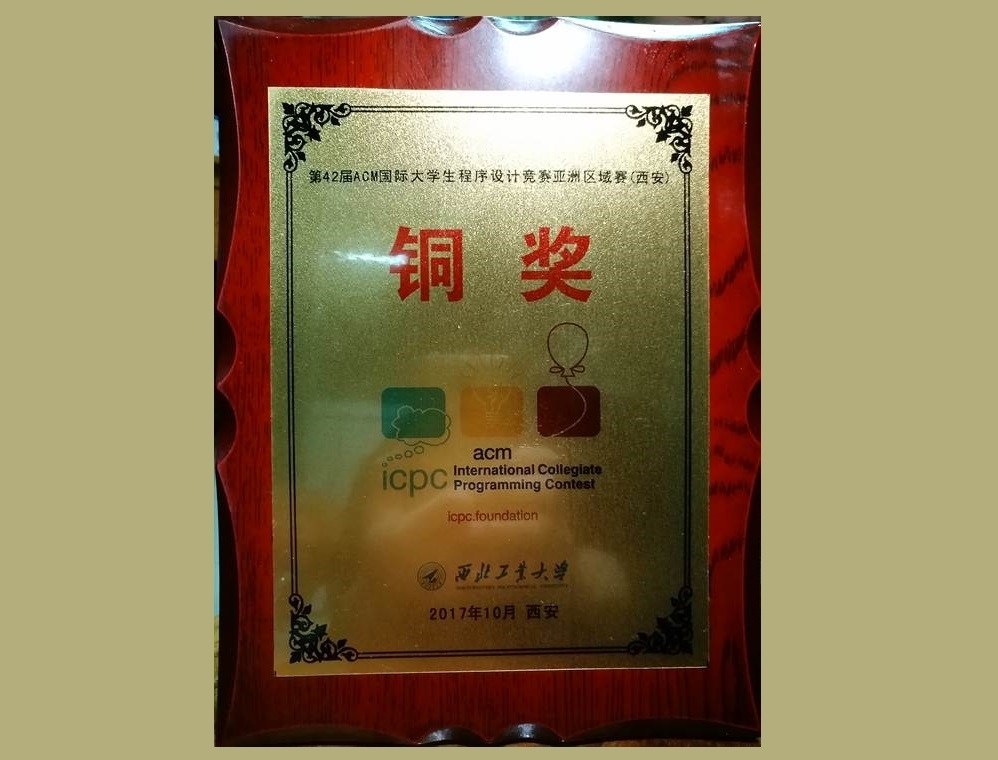 第42届ACM国际大学生程序设计竞赛亚洲区域赛(西安)
铜 奖
acm
icpc International Collegiate
Programming Contest
icpc.foundation
西北工业大学
2017年10月 西安